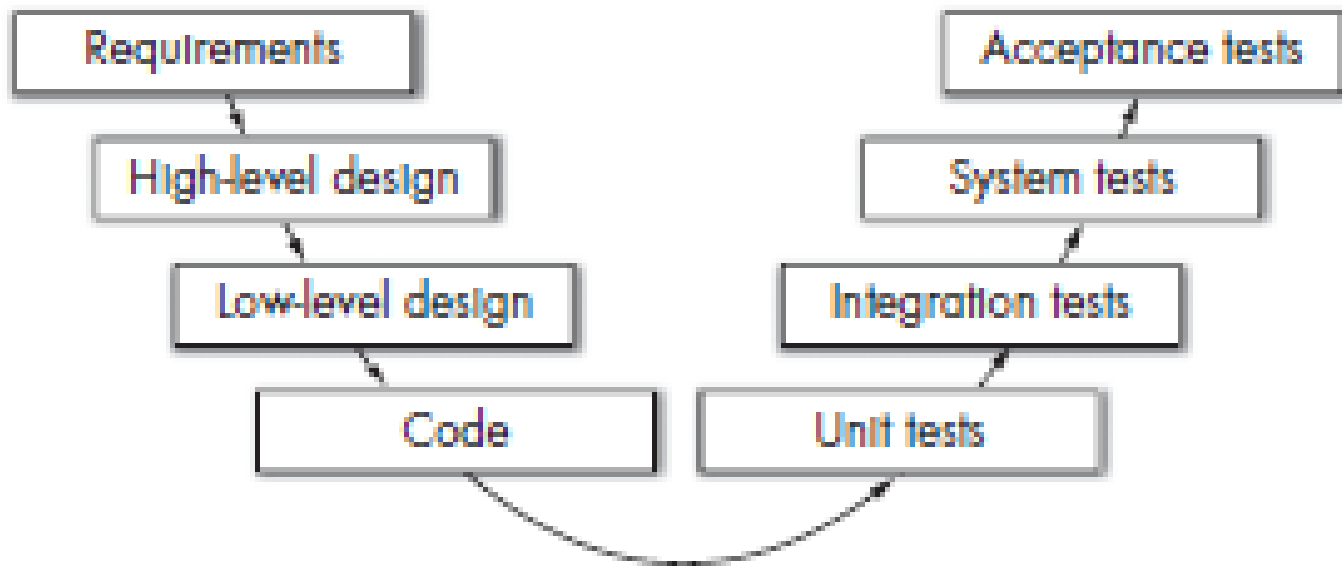 Requirements
Acceptance tests
High-level design
System tests
Low-level design
Integration tests
Code
Unit tests